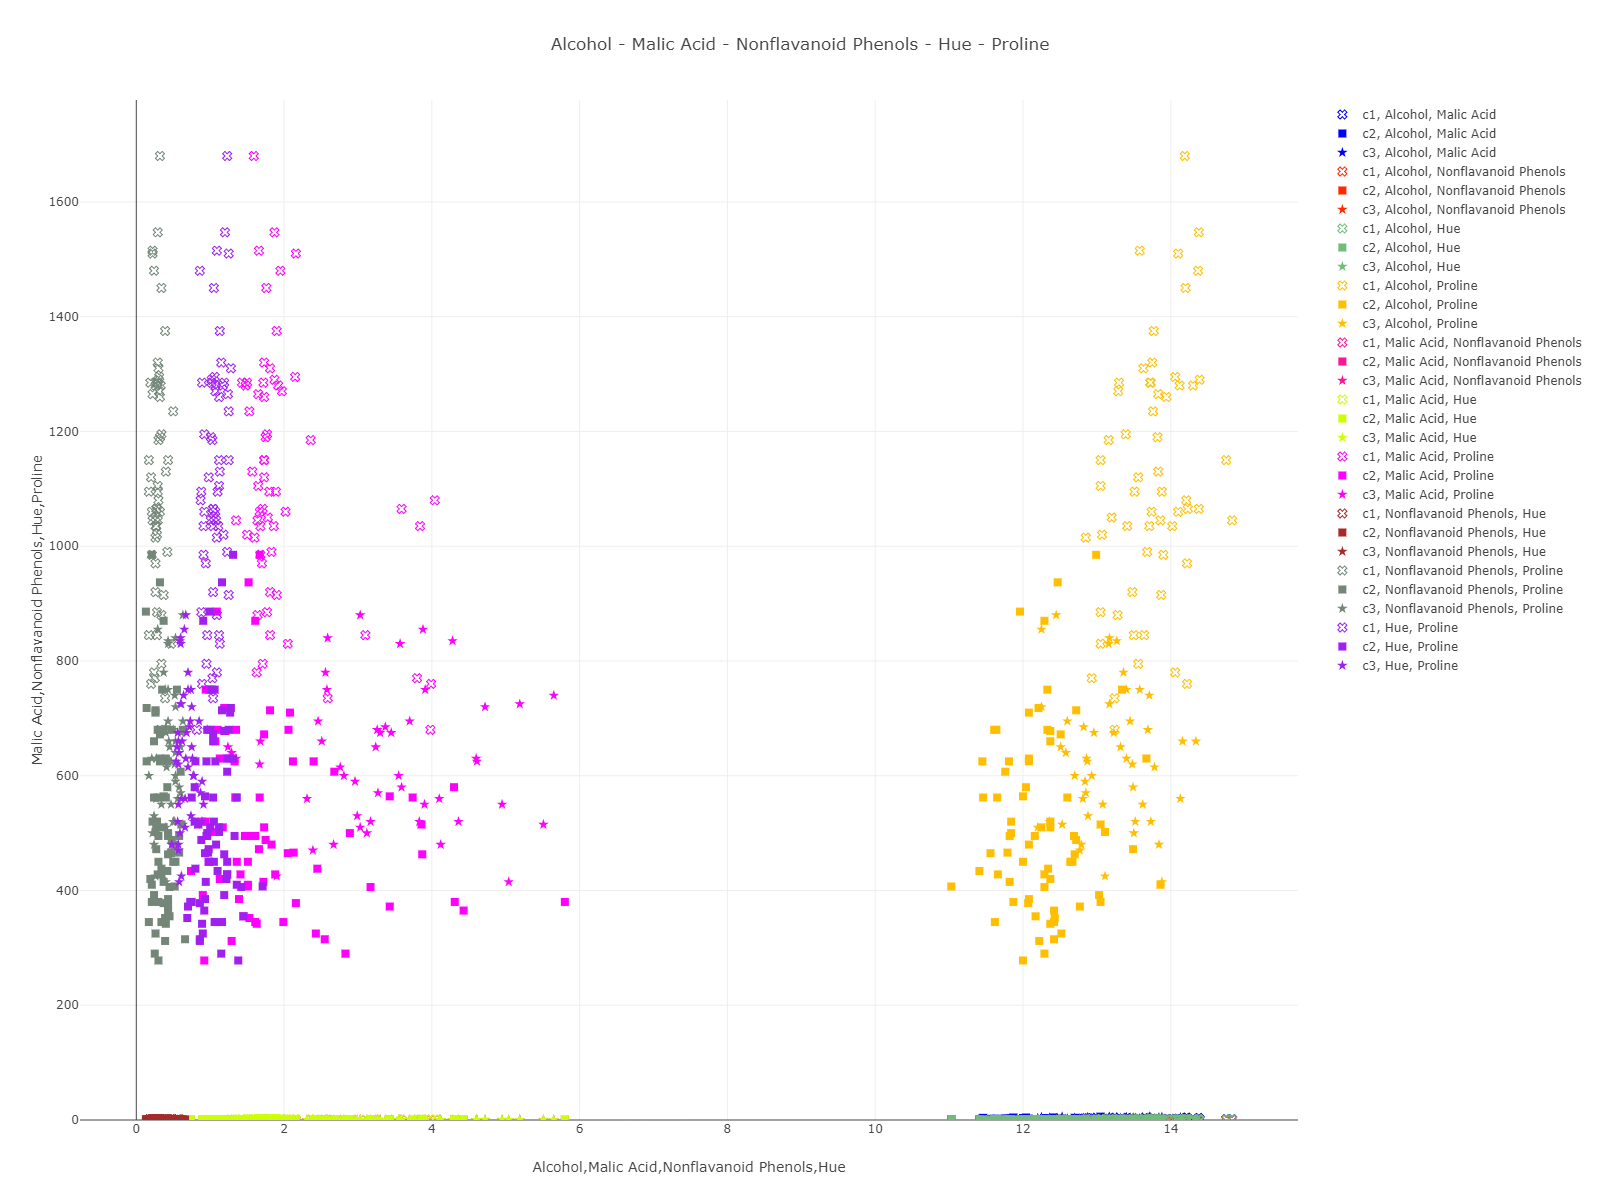 Alcohol - Malic Acid - Nonflavanoid Phenols - Hue - Proline
c1, Alcohol, Malic Acid
c2, Alcohol, Malic Acid
c3, Alcohol, Malic Acid
c1, Alcohol, Nonflavanoid Phenols
c2, Alcohol, Nonflavanoid Phenols
c3, Alcohol, Nonflavanoid Phenols
c1, Alcohol, Hue
c2, Alcohol, Hue
c3, Alcohol, Hue
c1, Alcohol, Proline
c2, Alcohol, Proline
c3, Alcohol, Proline
c1, Malic Acid, Nonflavanoid Phenols
c2, Malic Acid, Nonflavanoid Phenols
c3, Malic Acid, Nonflavanoid Phenols
c1, Malic Acid, Hue
c2, Malic Acid, Hue
c3, Malic Acid, Hue
c1, Malic Acid, Proline
c2, Malic Acid, Proline
c3, Malic Acid, Proline
c1, Nonflavanoid Phenols, Hue
c2, Nonflavanoid Phenols, Hue
c3, Nonflavanoid Phenols, Hue
c1, Nonflavanoid Phenols, Proline
c2, Nonflavanoid Phenols, Proline
c3, Nonflavanoid Phenols, Proline
c1, Hue, Proline
c2, Hue, Proline
c3, Hue, Proline
1600
1400
1200
1000
800
600
400
200
0
Malic Acid,Nonflavanoid Phenols,Hue,Proline
0 2 4 6 8 10 12 14
Alcohol,Malic Acid,Nonflavanoid Phenols,Hue